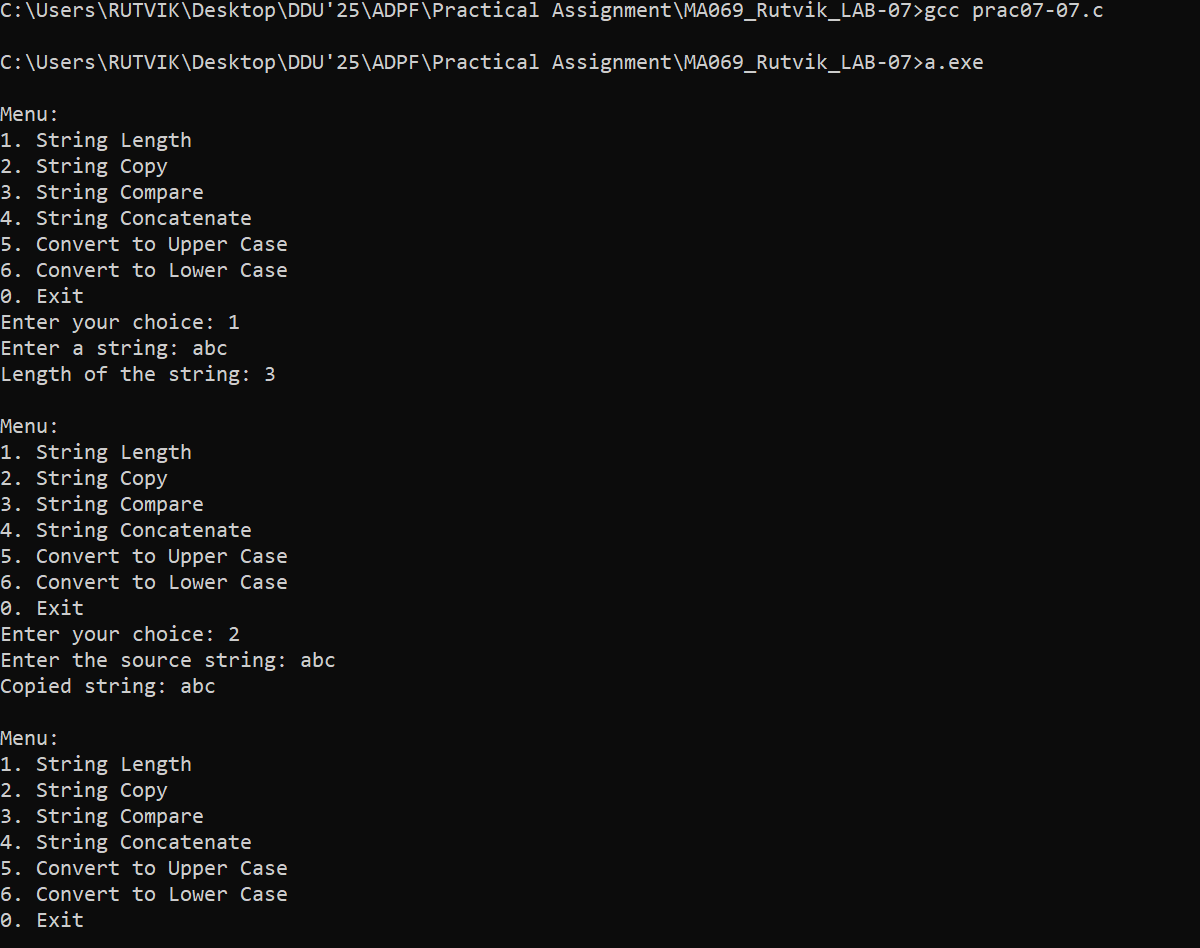 C:\Users\RUTVIK\Desktop\DDU'25\ADPF\Practical Assignment\MA069_Rutvik_LAB-07>gcc prac07-07.c
C:\Users\RUTVIK\Desktop\DDU'25\ADPF\Practical Assignment\MA069_Rutvik_LAB-07>a.exe
Menu:
1. String Length
2. String Copy
3. String Compare
4. String Concatenate
5. Convert to Upper Case
6. Convert to Lower Case
0. Exit
Enter your choice: 1
Enter a string: abc
Length of the string: 3
Menu:
1. String Length
2. String Copy
3. String Compare
4. String Concatenate
5. Convert to Upper Case
6. Convert to Lower Case
0. Exit
Enter your choice: 2
Enter the source string: abc
Copied string: abc
Menu:
1. String Length
2. String Copy
3. String Compare
4. String Concatenate
5. Convert to Upper Case
6. Convert to Lower Case
0. Exit